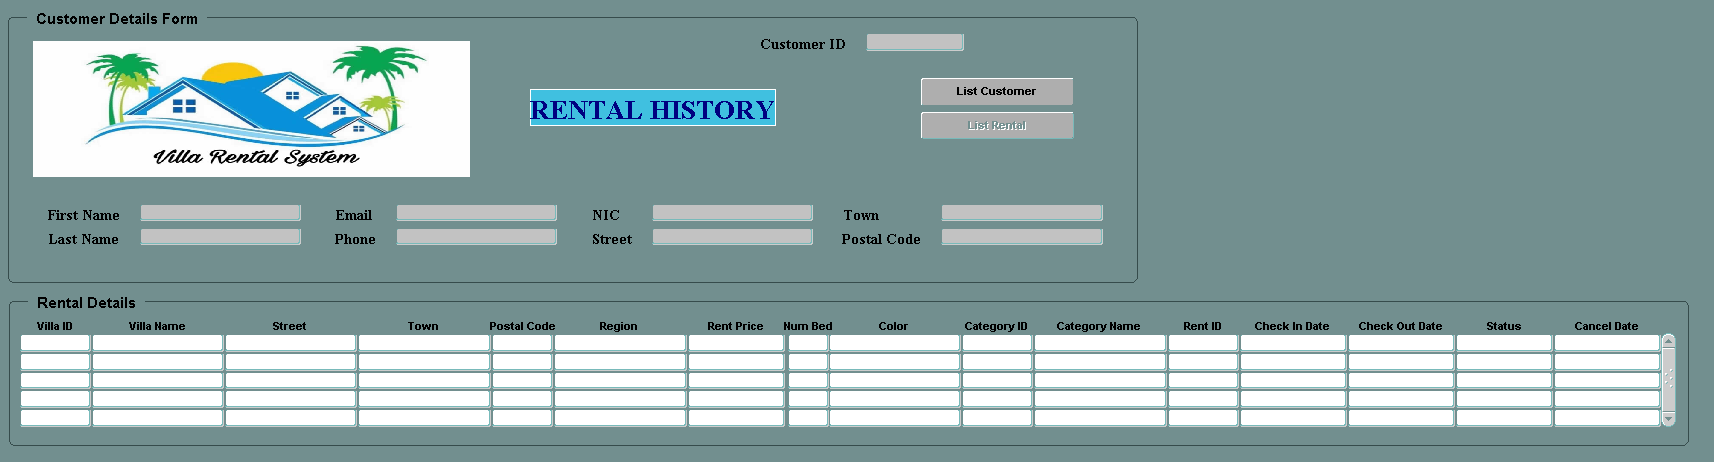 Customer Details Form
Customer ID
List Customer
RENTAL HISTORY
List Rental
Villa Rental System
First Name Email NIC Town
Last Name Phone Street Postal Code
Rental Details
Villa ID Villa Name Street Town Postal Code Region Rent Price Num Bed Color Category ID Category Name Rent ID Check In Date Check Out Date Status Cancel Date